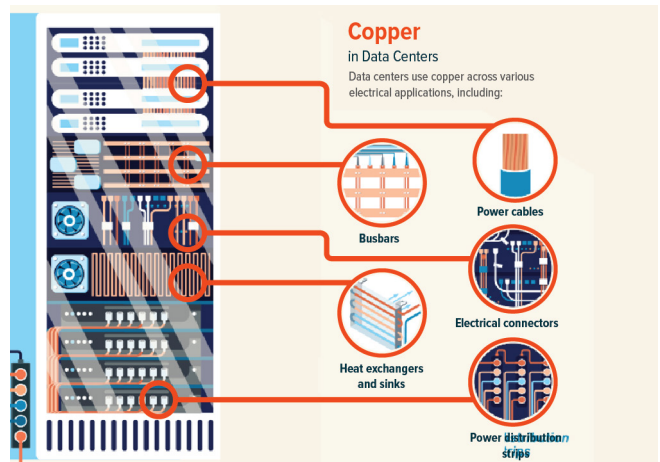 Copper
in Data Centers
Data centers use copper across various
electrical applications, including:
Power cables
Busbars
Electrical connectors
Heat exchangers
and sinks
Power distribution
strips